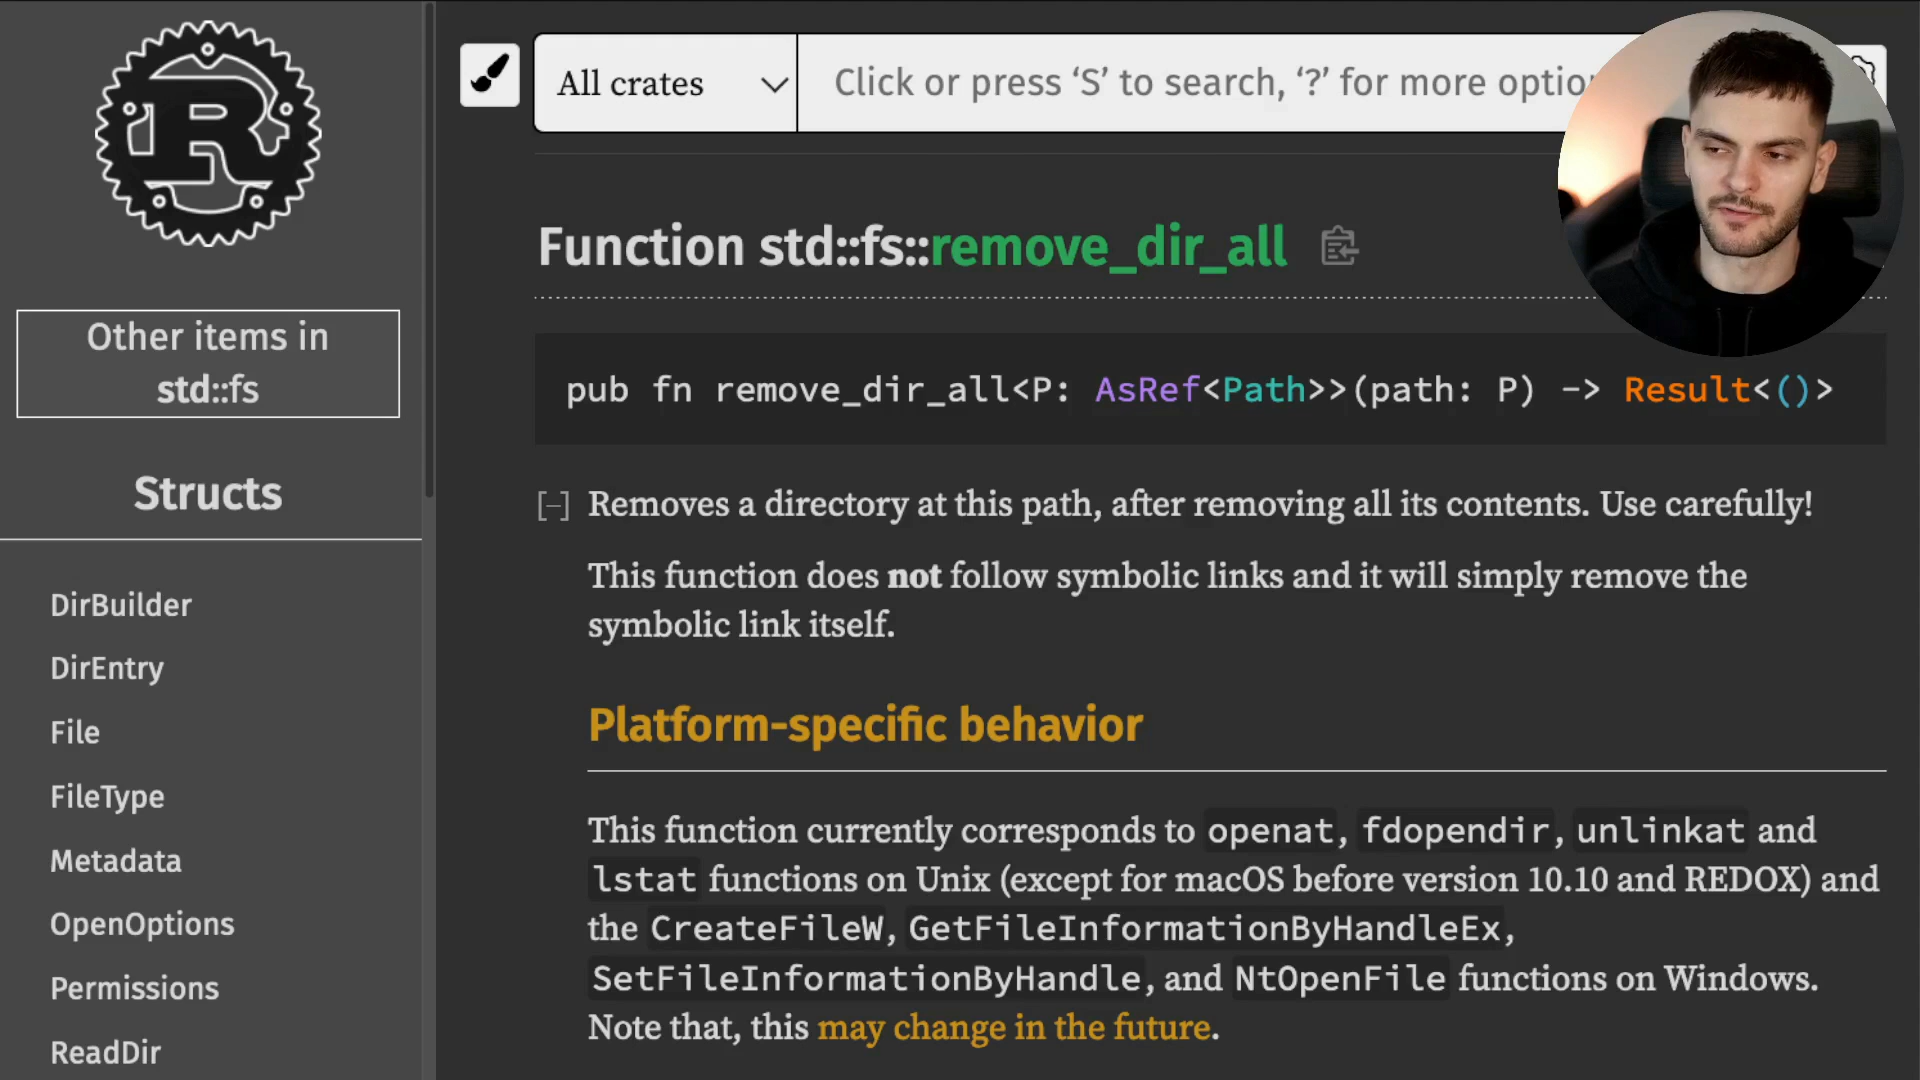 R
Other items in
std::fs
Structs
DirBuilder
DirEntry
File
FileType
Metadata
OpenOptions
Permissions
ReadDir
All crates
Click or press ‘S’ to search, ‘?’ for more optio
Function std::fs::remove_dir_all
pub fn remove_dir_all<P: AsRef<Path>>(path: P) -> Result<()>
[−] Removes a directory at this path, after removing all its contents. Use carefully!
This function does not follow symbolic links and it will simply remove the
symbolic link itself.
Platform-specific behavior
This function currently corresponds to openat, fdopendir, unlinkat and
lstat functions on Unix (except for macOS before version 10.10 and REDOX) and
the CreateFileW, GetFileInformationByHandleEx,
SetFileInformationByHandle, and NtOpenFile functions on Windows.
Note that, this may change in the future.